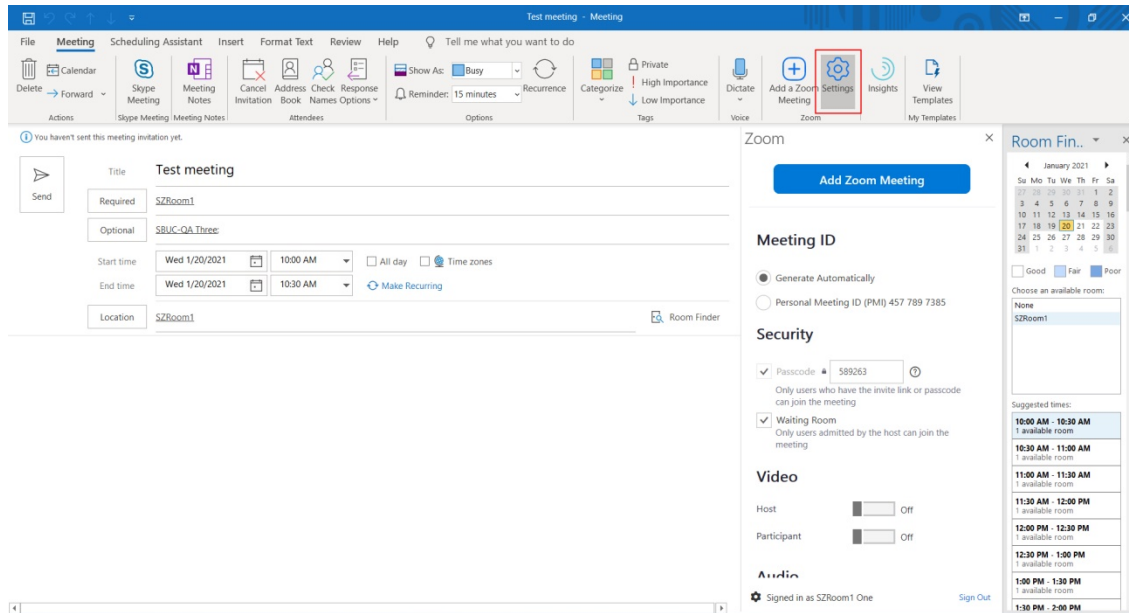 Test meeting - Meeting
File Meeting Scheduling Assistant Insert Format Text Review Help Tell me what you want to do
Delete
Calendar
Forward
Actions
Skype Meeting
Skype Meeting
Meeting Notes
Meeting Notes
Cancel Invitation
Address Book
Check Names
Response Options
Attendees
Show As: Busy
Reminder: 15 minutes
Recurrence
Options
Categorize
Private
High Importance
Low Importance
Tags
Dictate
Voice
Add a Zoom Meeting
Settings
Zoom
Insights
View Templates
My Templates
You haven't sent this meeting invitation yet.
Send
Title Test meeting
Required SZRoom1
Optional SBUC-QA Three;
Start time Wed 1/20/2021 10:00 AM All day Time zones
End time Wed 1/20/2021 10:30 AM Make Recurring
Location SZRoom1 Room Finder
Zoom
Add Zoom Meeting
Meeting ID
Generate Automatically
Personal Meeting ID (PMI) 457 789 7385
Security
Passcode 589263
Only users who have the invite link or passcode
can join the meeting
Waiting Room
Only users admitted by the host can join the
meeting
Video
Host Off
Participant Off
Audio
Signed in as SZRoom1 One Sign Out
Room Fin..
January 2021
Su Mo Tu We Th Fr Sa
27 28 29 30 31 1 2
3 4 5 6 7 8 9
10 11 12 13 14 15 16
17 18 19 20 21 22 23
24 25 26 27 28 29 30
31 1 2 3 4 5 6
Good Fair Poor
Choose an available room:
None
SZRoom1
Suggested times:
10:00 AM - 10:30 AM
1 available room
10:30 AM - 11:00 AM
1 available room
11:00 AM - 11:30 AM
1 available room
11:30 AM - 12:00 PM
1 available room
12:00 PM - 12:30 PM
1 available room
12:30 PM - 1:00 PM
1 available room
1:00 PM - 1:30 PM
1 available room
1:30 PM - 2:00 PM